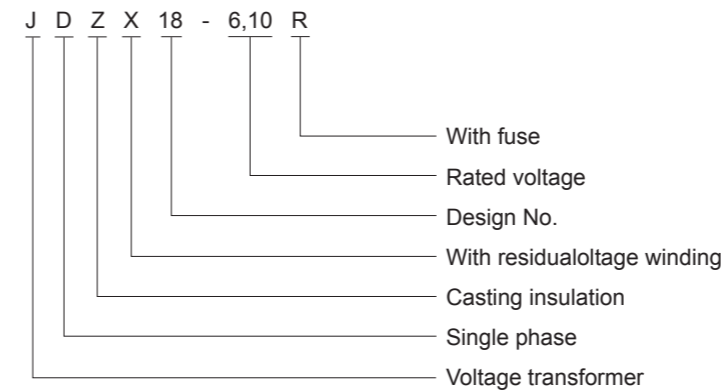 J D Z X 18 - 6,10 R
With fuse
Rated voltage
Design No.
With residualoltage winding
Casting insulation
Single phase
Voltage transformer